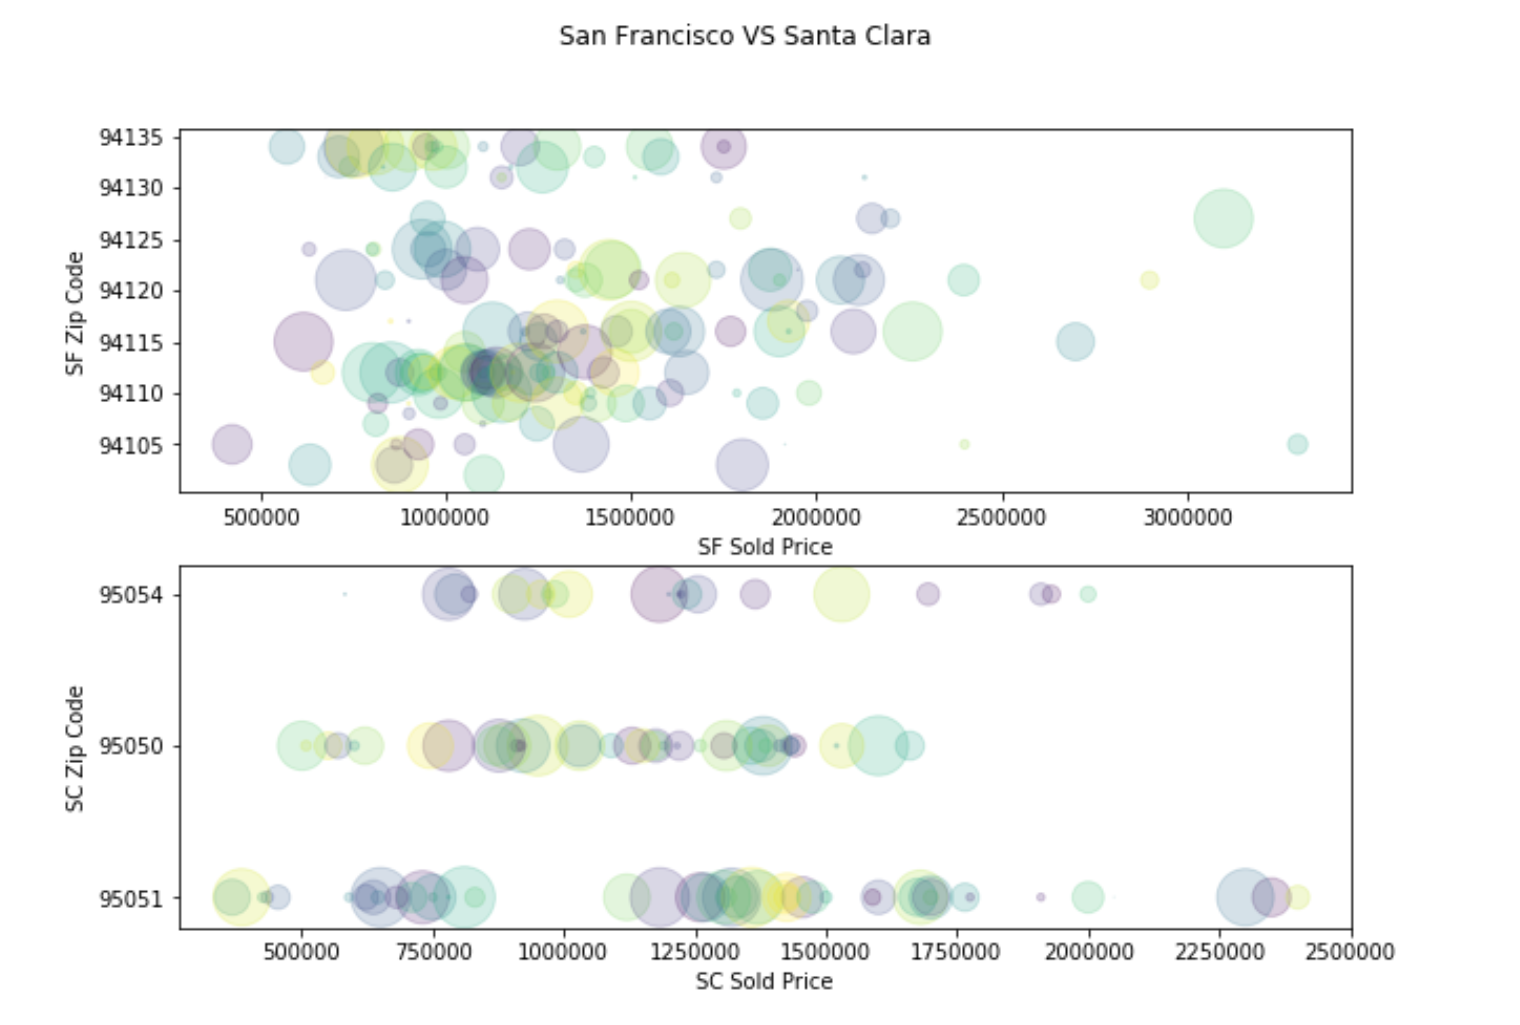 San Francisco VS Santa Clara
94135
94130
94125
94120
94115
94110
94105
SF Zip Code
500000 1000000 1500000 2000000 2500000 3000000
SF Sold Price
95054
95050
95051
SC Zip Code
500000 750000 1000000 1250000 1500000 1750000 2000000 2250000 2500000
SC Sold Price